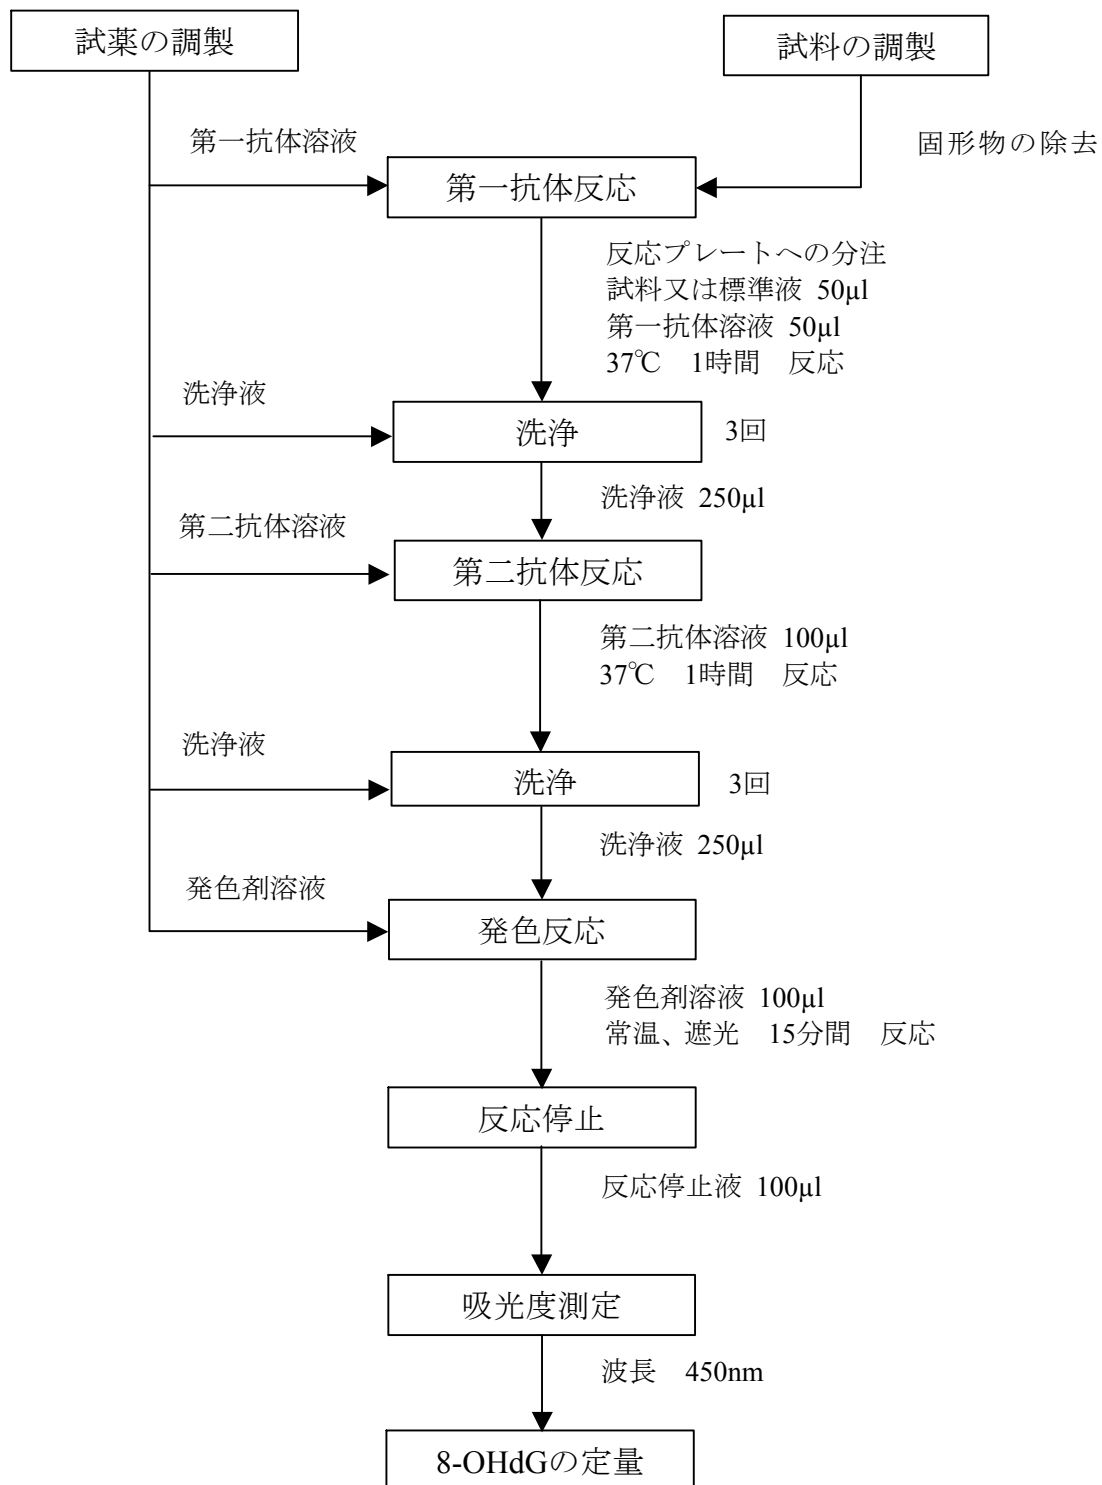 試薬の調製
試料の調製
第一抗体溶液
固形物の除去
第一抗体反応
反応プレートへの分注
試料又は標準液 50μl
第一抗体溶液 50μl
37℃ 1時間 反応
洗浄液
洗浄
3回
洗浄液 250μl
第二抗体溶液
第二抗体反応
第二抗体溶液 100μl
37℃ 1時間 反応
洗浄液
洗浄
3回
洗浄液 250μl
発色剤溶液
発色反応
発色剤溶液 100μl
常温、遮光 15分間 反応
反応停止
反応停止液 100μl
吸光度測定
波長 450nm
8-OHdGの定量